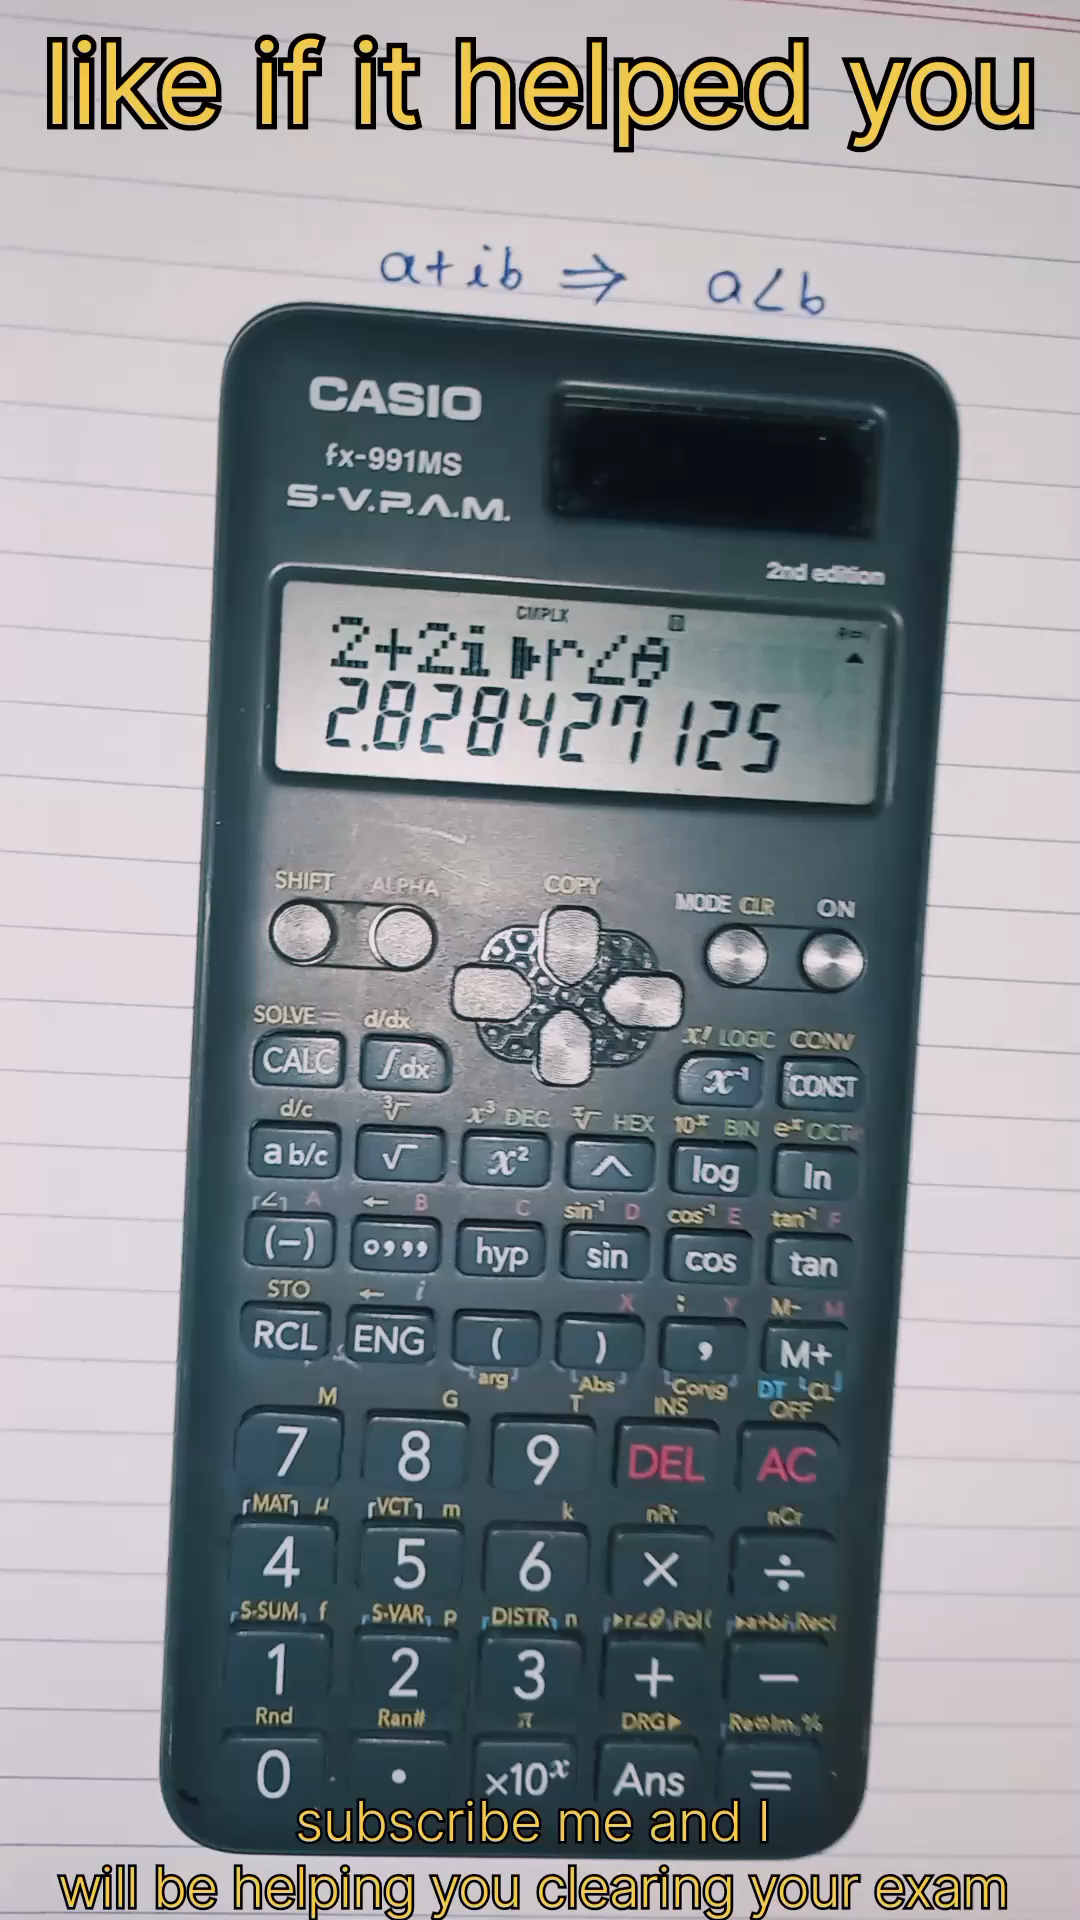 like if it helped you
a+ib ⇒ a∠b
CASIO
fx-991MS
S-V.P.A.M.
2nd edition
CMPLX D
2+2i▶r∠θ
2.828427125
SHIFT ALPHA COPY MODE CLR ON
SOLVE = d/dx x! LOGIC CONV
CALC ∫dx x⁻¹ CONST
d/c ³√ x³ DEC ˣ√ HEX 10ˣ BIN eˣ OCT
a b/c √ x² ^ log ln
∠ A ← B C sin⁻¹ D cos⁻¹ E tan⁻¹ F
(−) °,,, hyp sin cos tan
STO ← i X ; Y M- M
RCL ENG ( ) , M+
arg Abs Conjg DT CL
M G T INS OFF
7 8 9 DEL AC
MAT μ VCT m k nPr nCr
4 5 6 × ÷
S-SUM f S-VAR p DISTR n ▶r∠θ Pol( ▶a+bi Rec(
1 2 3 + −
Rnd Ran# π DRG▶ Re⇔Im %
0 . ×10ˣ Ans =
subscribe me and I
will be helping you clearing your exam